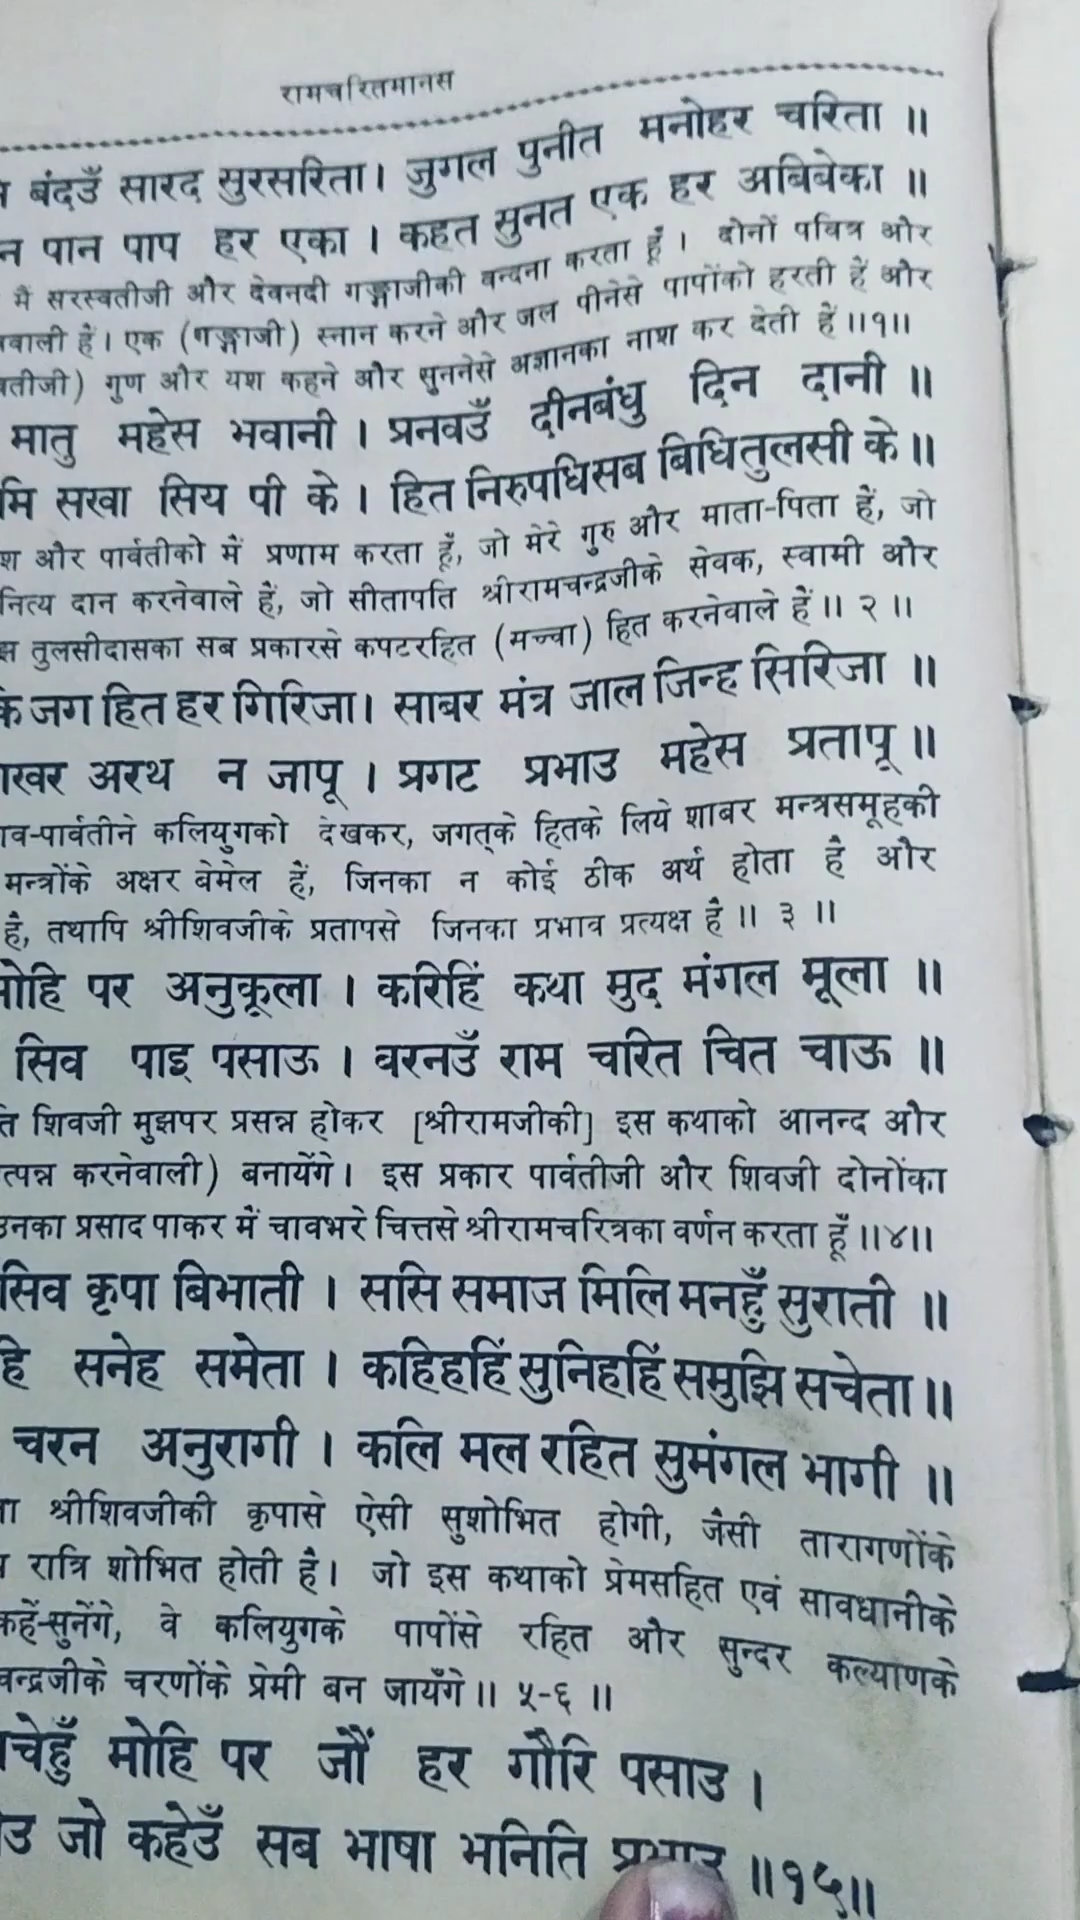 रामचरितमानस
बंदउँ सारद सुरसरिता। जुगल पुनीत मनोहर चरिता ॥
न पान पाप हर एका । कहत सुनत एक हर अबिबेका ॥
मैं सरस्वतीजी और देवनदी गङ्गाजीकी वन्दना करता हूँ । दोनों पवित्र और
वाली हैं। एक (गङ्गाजी) स्नान करने और जल पीनेसे पापोंको हरती हैं और
वतीजी) गुण और यश कहने और सुननेसे अज्ञानका नाश कर देती हैं ॥१॥
मातु महेस भवानी । प्रनवउँ दीनबंधु दिन दानी ॥
मि सखा सिय पी के । हित निरुपधि सब बिधि तुलसी के॥
श और पार्वतीको मैं प्रणाम करता हूँ, जो मेरे गुरु और माता-पिता हैं, जो
नित्य दान करनेवाले हैं, जो सीतापति श्रीरामचन्द्रजीके सेवक, स्वामी और
झ तुलसीदासका सब प्रकारसे कपटरहित (सच्चा) हित करनेवाले हैं॥ २ ॥
कि जग हित हर गिरिजा। साबर मंत्र जाल जिन्ह सिरिजा ॥
ाखर अरथ न जापू । प्रगट प्रभाउ महेस प्रतापू ॥
िव-पार्वतीने कलियुगको देखकर, जगत्के हितके लिये शाबर मन्त्रसमूहकी
मन्त्रोंके अक्षर बेमेल हैं, जिनका न कोई ठीक अर्थ होता है और
है, तथापि श्रीशिवजीके प्रतापसे जिनका प्रभाव प्रत्यक्ष है ॥ ३ ॥
मोहि पर अनुकूला । करिहिं कथा मुद मंगल मूला ॥
सिव पाइ पसाऊ । बरनउँ राम चरित चित चाऊ ॥
ति शिवजी मुझपर प्रसन्न होकर [श्रीरामजीकी] इस कथाको आनन्द और
त्पन्न करनेवाली) बनायेंगे। इस प्रकार पार्वतीजी और शिवजी दोनोंका
उनका प्रसाद पाकर मैं चावभरे चित्तसे श्रीरामचरित्रका वर्णन करता हूँ ॥४॥
सिव कृपा बिभाती । ससि समाज मिलि मनहुँ सुराती ॥
हि सनेह समेता । कहिहहिं सुनिहहिं समुझि सचेता॥
चरन अनुरागी । कलि मल रहित सुमंगल भागी ॥
ता श्रीशिवजीकी कृपासे ऐसी सुशोभित होगी, जैसी तारागणोंके
रात्रि शोभित होती है। जो इस कथाको प्रेमसहित एवं सावधानीके
कहें-सुनेंगे, वे कलियुगके पापोंसे रहित और सुन्दर कल्याणके
चन्द्रजीके चरणोंके प्रेमी बन जायँगे ॥ ५-६ ॥
ाचेहुँ मोहि पर जौं हर गौरि पसाउ ।
उ जो कहेउँ सब भाषा भनिति प्रभाउ ॥१५॥